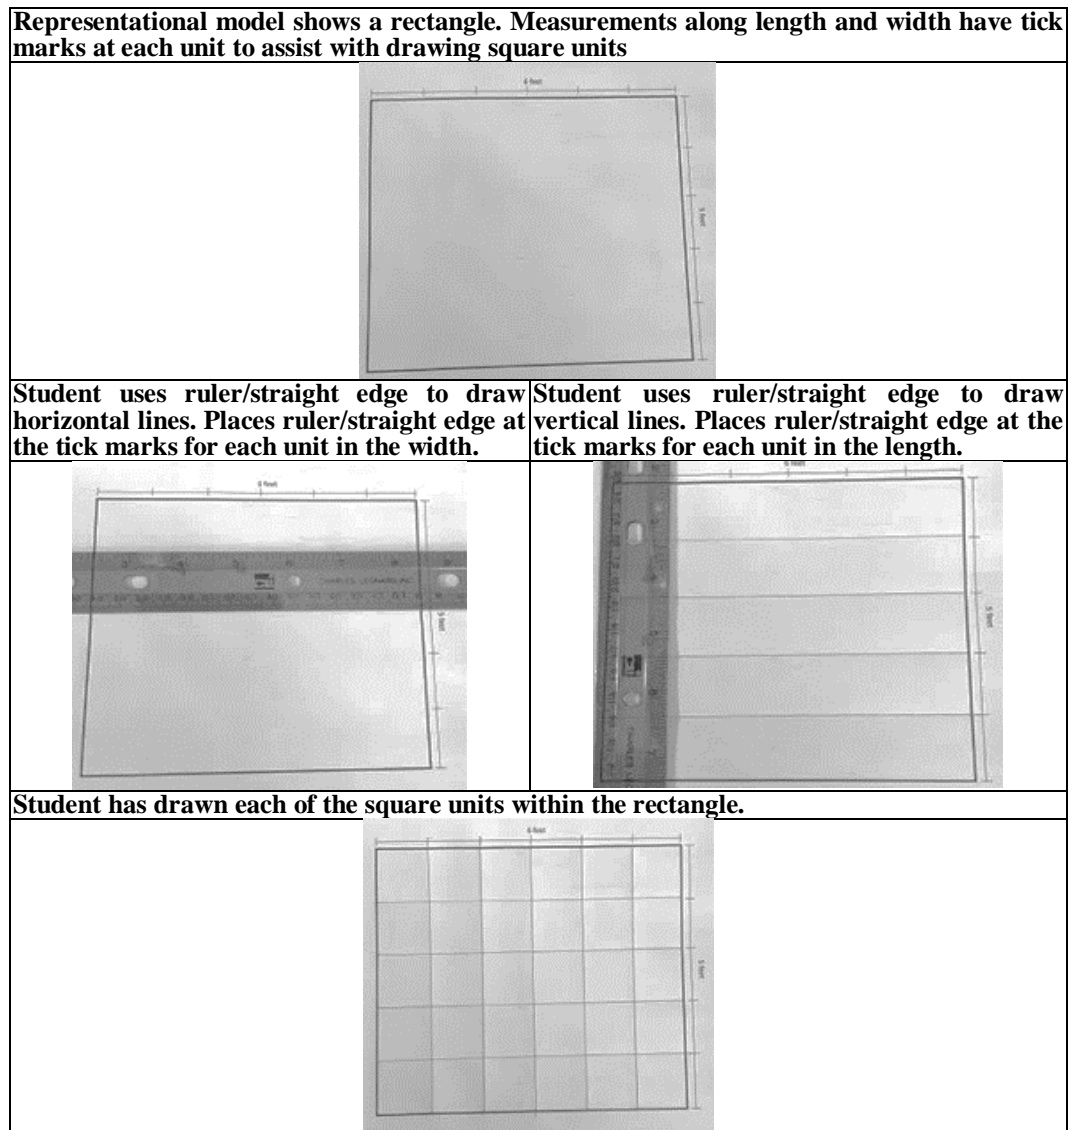 Representational model shows a rectangle. Measurements along length and width have tick
marks at each unit to assist with drawing square units
6 feet
5 feet
Student uses ruler/straight edge to draw
horizontal lines. Places ruler/straight edge at
the tick marks for each unit in the width.
Student uses ruler/straight edge to draw
vertical lines. Places ruler/straight edge at the
tick marks for each unit in the length.
6 feet
CHARLES LEONARD INC
5 feet
6 feet
5 feet
Student has drawn each of the square units within the rectangle.
6 feet
5 feet